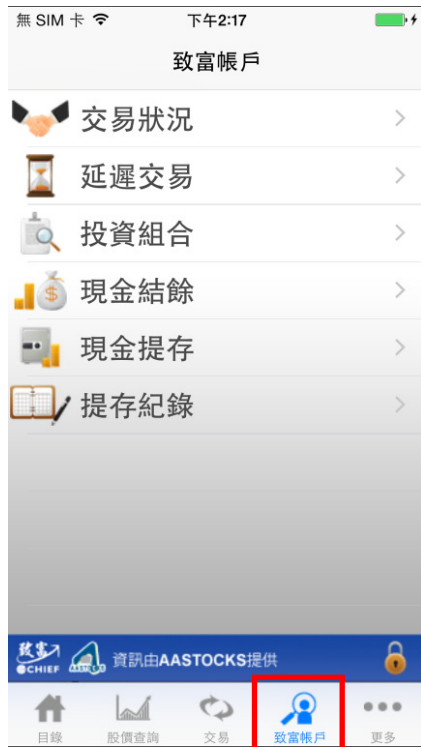 無 SIM 卡 下午2:17
致富帳戶
交易狀況
延遲交易
投資組合
現金結餘
現金提存
提存紀錄
致富 CHIEF AASTOCKS 資訊由AASTOCKS提供
目錄 股價查詢 交易 致富帳戶 更多